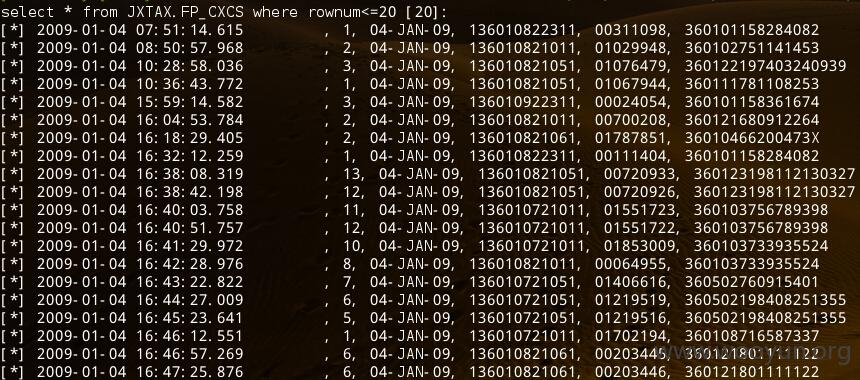 select * from JXTAX.FP_CXCS where rownum<=20 [20]:
[*] 2009-01-04 07:51:14.615 , 1, 04-JAN-09, 136010822311, 00311098, 360101158284082
[*] 2009-01-04 08:50:57.968 , 2, 04-JAN-09, 136010821011, 01029948, 360102751141453
[*] 2009-01-04 10:28:58.036 , 3, 04-JAN-09, 136010821051, 01076479, 360122197403240939
[*] 2009-01-04 10:36:43.772 , 1, 04-JAN-09, 136010821051, 01067944, 360111781108253
[*] 2009-01-04 15:59:14.582 , 3, 04-JAN-09, 136010922311, 00024054, 360101158361674
[*] 2009-01-04 16:04:53.784 , 2, 04-JAN-09, 136010821011, 00700208, 360121680912264
[*] 2009-01-04 16:18:29.405 , 2, 04-JAN-09, 136010821061, 01787851, 36010466200473X
[*] 2009-01-04 16:32:12.259 , 1, 04-JAN-09, 136010822311, 00111404, 360101158284082
[*] 2009-01-04 16:38:08.319 , 13, 04-JAN-09, 136010821051, 00720933, 360123198112130327
[*] 2009-01-04 16:38:42.198 , 12, 04-JAN-09, 136010821051, 00720926, 360123198112130327
[*] 2009-01-04 16:40:03.758 , 11, 04-JAN-09, 136010721011, 01551723, 360103756789398
[*] 2009-01-04 16:40:51.757 , 12, 04-JAN-09, 136010721011, 01551722, 360103756789398
[*] 2009-01-04 16:41:29.972 , 10, 04-JAN-09, 136010721011, 01853009, 360103733935524
[*] 2009-01-04 16:42:28.976 , 8, 04-JAN-09, 136010821011, 00064955, 360103733935524
[*] 2009-01-04 16:43:22.822 , 7, 04-JAN-09, 136010721051, 01406616, 360502760915401
[*] 2009-01-04 16:44:27.009 , 6, 04-JAN-09, 136010721051, 01219519, 360502198408251355
[*] 2009-01-04 16:45:23.641 , 5, 04-JAN-09, 136010721051, 01219516, 360502198408251355
[*] 2009-01-04 16:46:12.551 , 1, 04-JAN-09, 136010721011, 01702194, 360108716587337
[*] 2009-01-04 16:46:57.269 , 6, 04-JAN-09, 136010821061, 00203446, 360121801111122
[*] 2009-01-04 16:47:25.876 , 6, 04-JAN-09, 136010821061, 00203446, 360121801111122